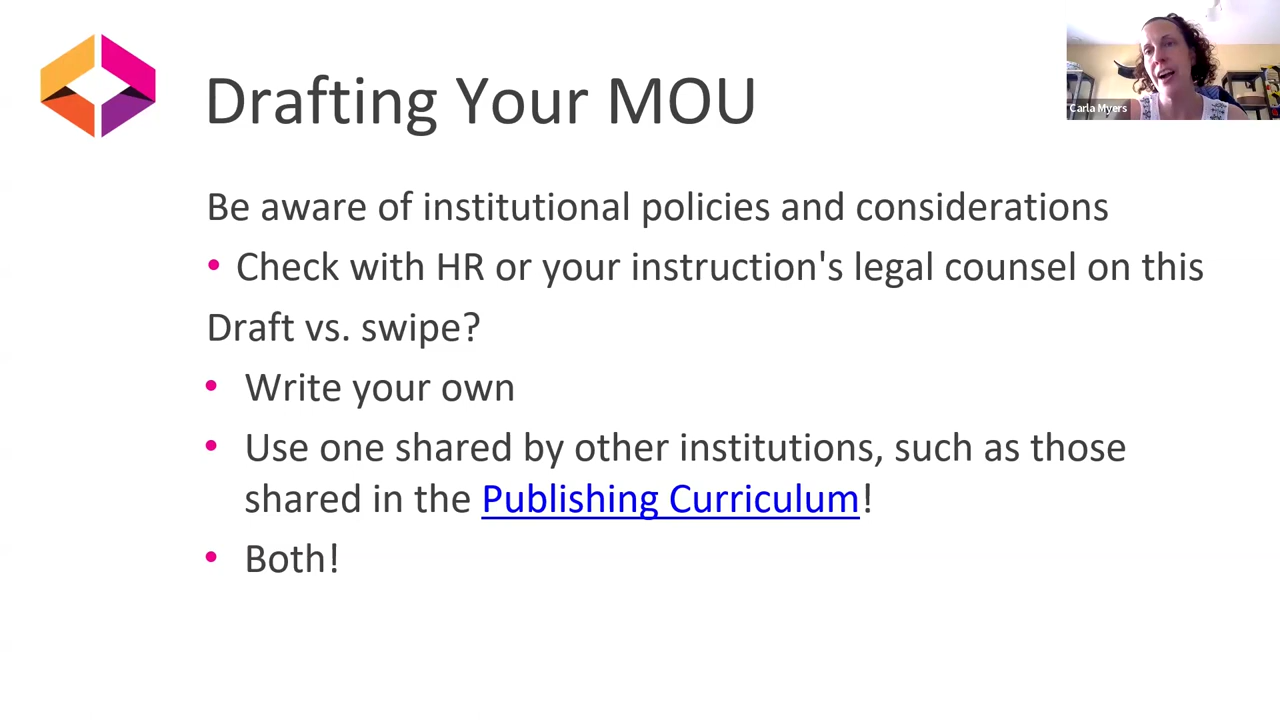 Drafting Your MOU
Carla Myers
Be aware of institutional policies and considerations
• Check with HR or your instruction's legal counsel on this
Draft vs. swipe?
• Write your own
• Use one shared by other institutions, such as those
shared in the Publishing Curriculum!
• Both!